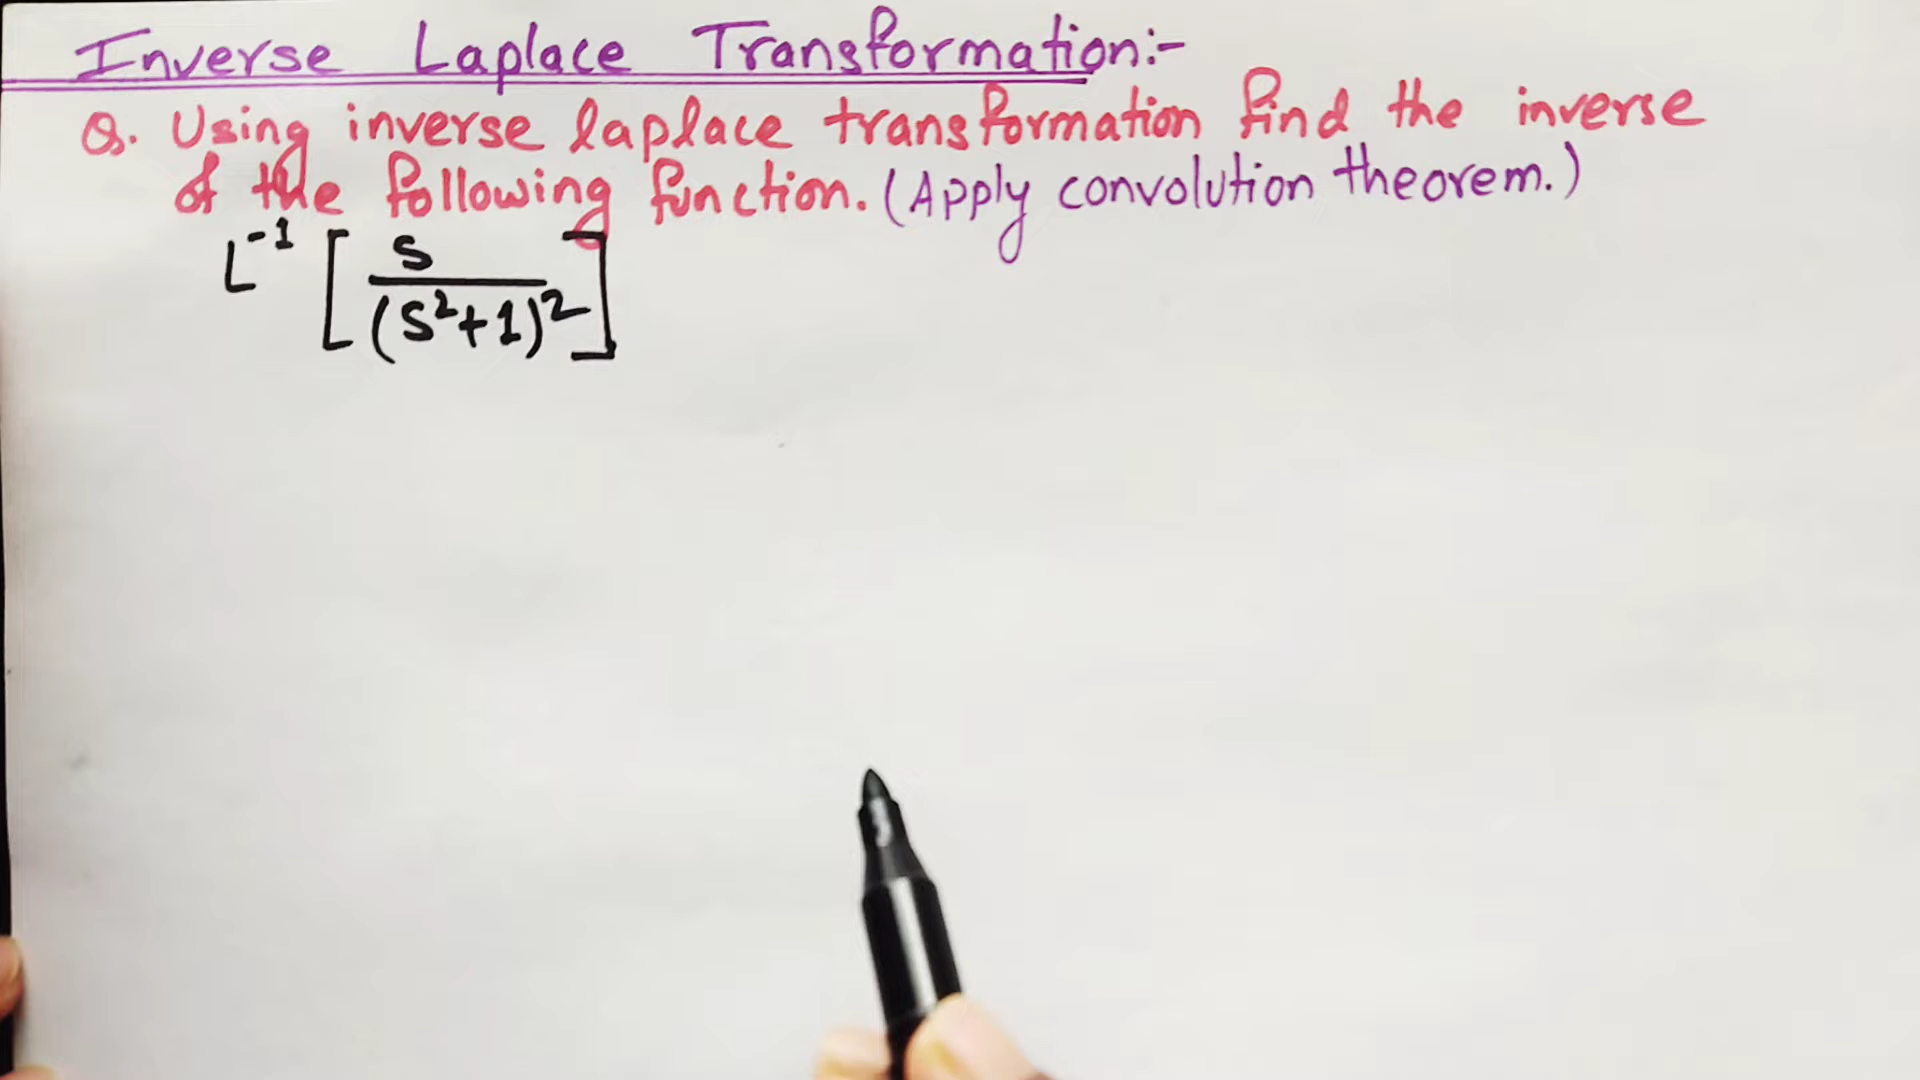 Inverse Laplace Transformation:-
Q. Using inverse laplace transformation find the inverse
of the following function. (Apply convolution theorem.)
L⁻¹ [ s / (s²+1)² ]